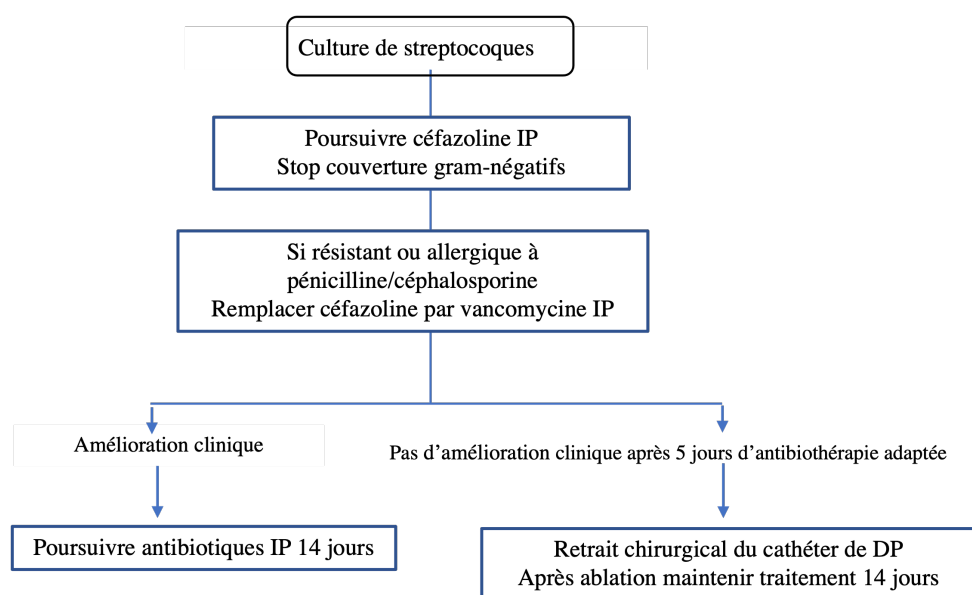 Culture de streptocoques
Poursuivre céfazoline IP
Stop couverture gram-négatifs
Si résistant ou allergique à
pénicilline/céphalosporine
Remplacer céfazoline par vancomycine IP
Amélioration clinique
Pas d'amélioration clinique après 5 jours d'antibiothérapie adaptée
Poursuivre antibiotiques IP 14 jours
Retrait chirurgical du cathéter de DP
Après ablation maintenir traitement 14 jours